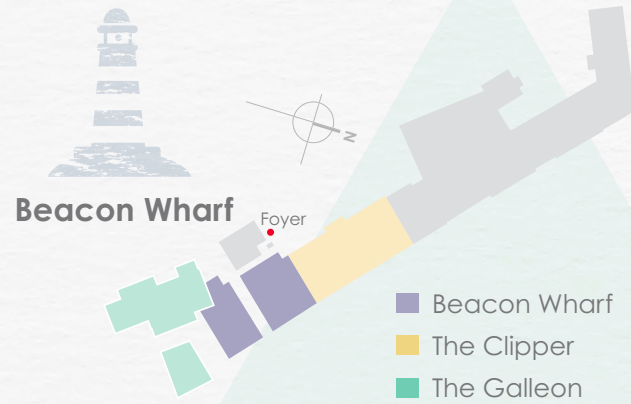 N
Beacon Wharf
Foyer
Beacon Wharf
The Clipper
The Galleon